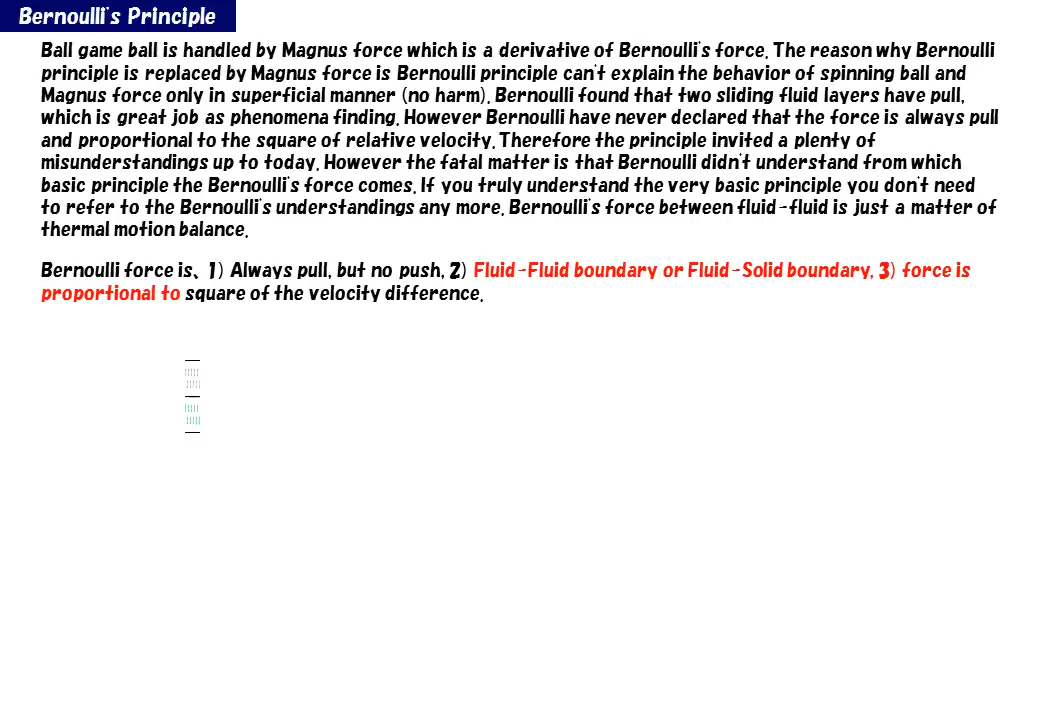 Bernoulli's Principle
Ball game ball is handled by Magnus force which is a derivative of Bernoulli's force. The reason why Bernoulli
principle is replaced by Magnus force is Bernoulli principle can't explain the behavior of spinning ball and
Magnus force only in superficial manner (no harm). Bernoulli found that two sliding fluid layers have pull,
which is great job as phenomena finding. However Bernoulli have never declared that the force is always pull
and proportional to the square of relative velocity. Therefore the principle invited a plenty of
misunderstandings up to today. However the fatal matter is that Bernoulli didn't understand from which
basic principle the Bernoulli's force comes. If you truly understand the very basic principle you don't need
to refer to the Bernoulli's understandings any more. Bernoulli's force between fluid-fluid is just a matter of
thermal motion balance.
Bernoulli force is、1) Always pull, but no push, 2) Fluid-Fluid boundary or Fluid-Solid boundary, 3) force is
proportional to square of the velocity difference.